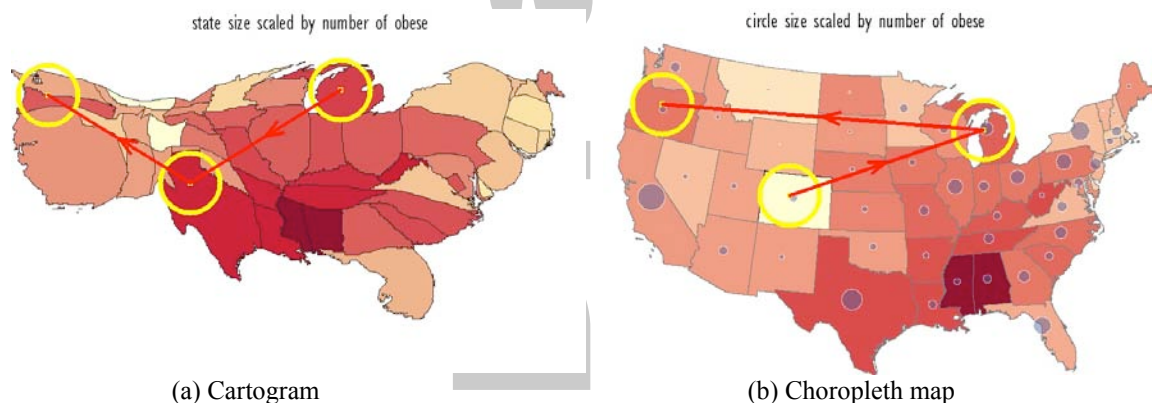 state size scaled by number of obese
circle size scaled by number of obese
(a) Cartogram
(b) Choropleth map